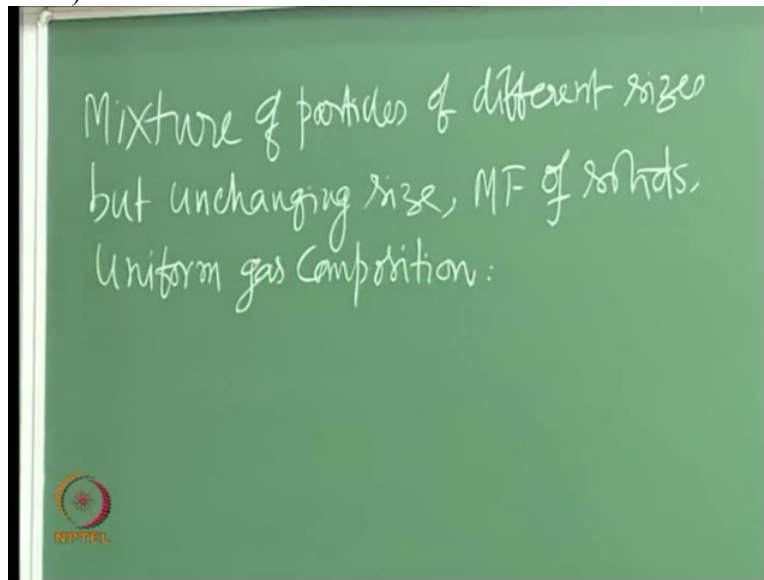 Mixture of particles of different sizes
but unchanging size, MF of solids.
Uniform gas Composition:
NPTEL